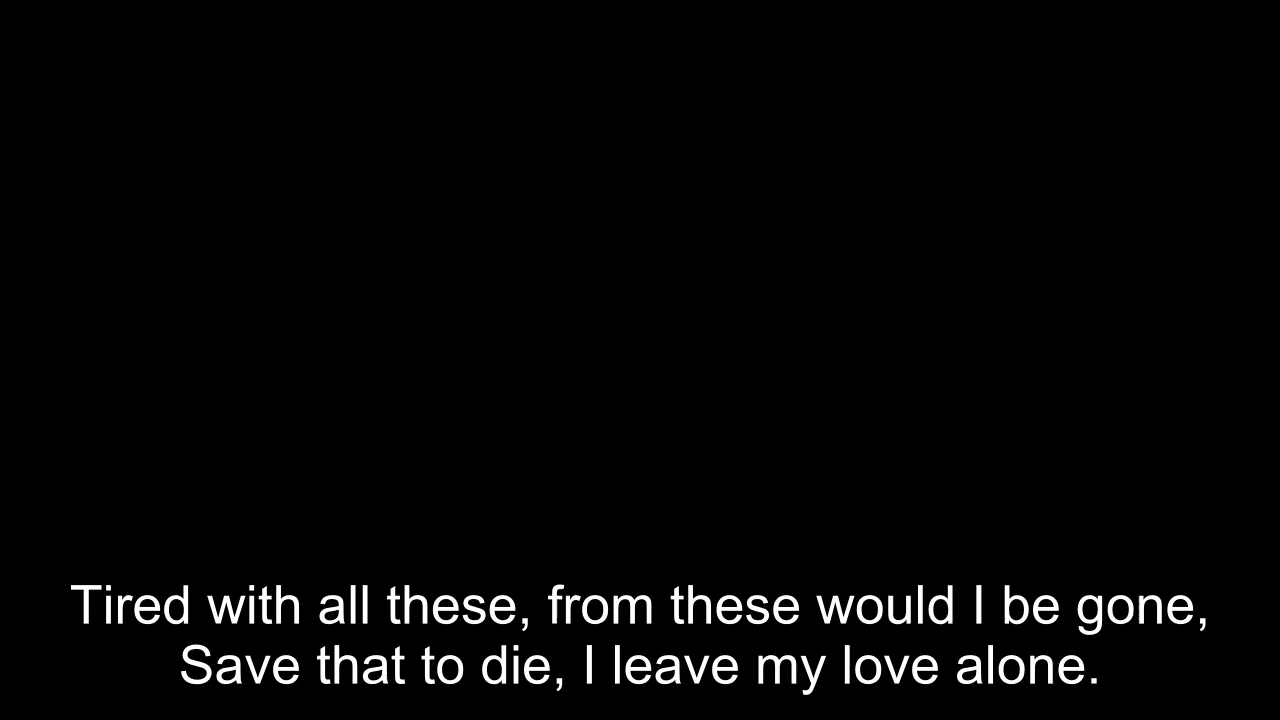 Tired with all these, from these would I be gone,
Save that to die, I leave my love alone.